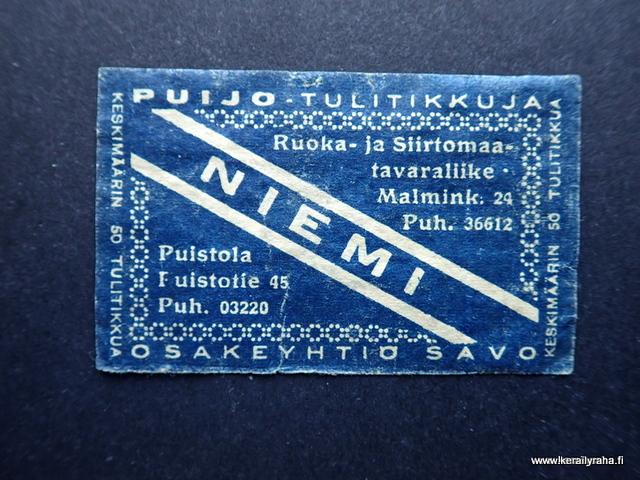 PUIJO-TULITIKKUJA
KESKIMÄÄRIN 50 TULITIKKUA
Ruoka- ja Siirtomaa-
tavaraliike ·
Malmink. 24
Puh. 36612
NIEMI
Puistola
Puistotie 45
Puh. 03220
KESKIMÄÄRIN 50 TULITIKKUA
OSAKEYHTIÖ SAVO
www.kerailyraha.fi